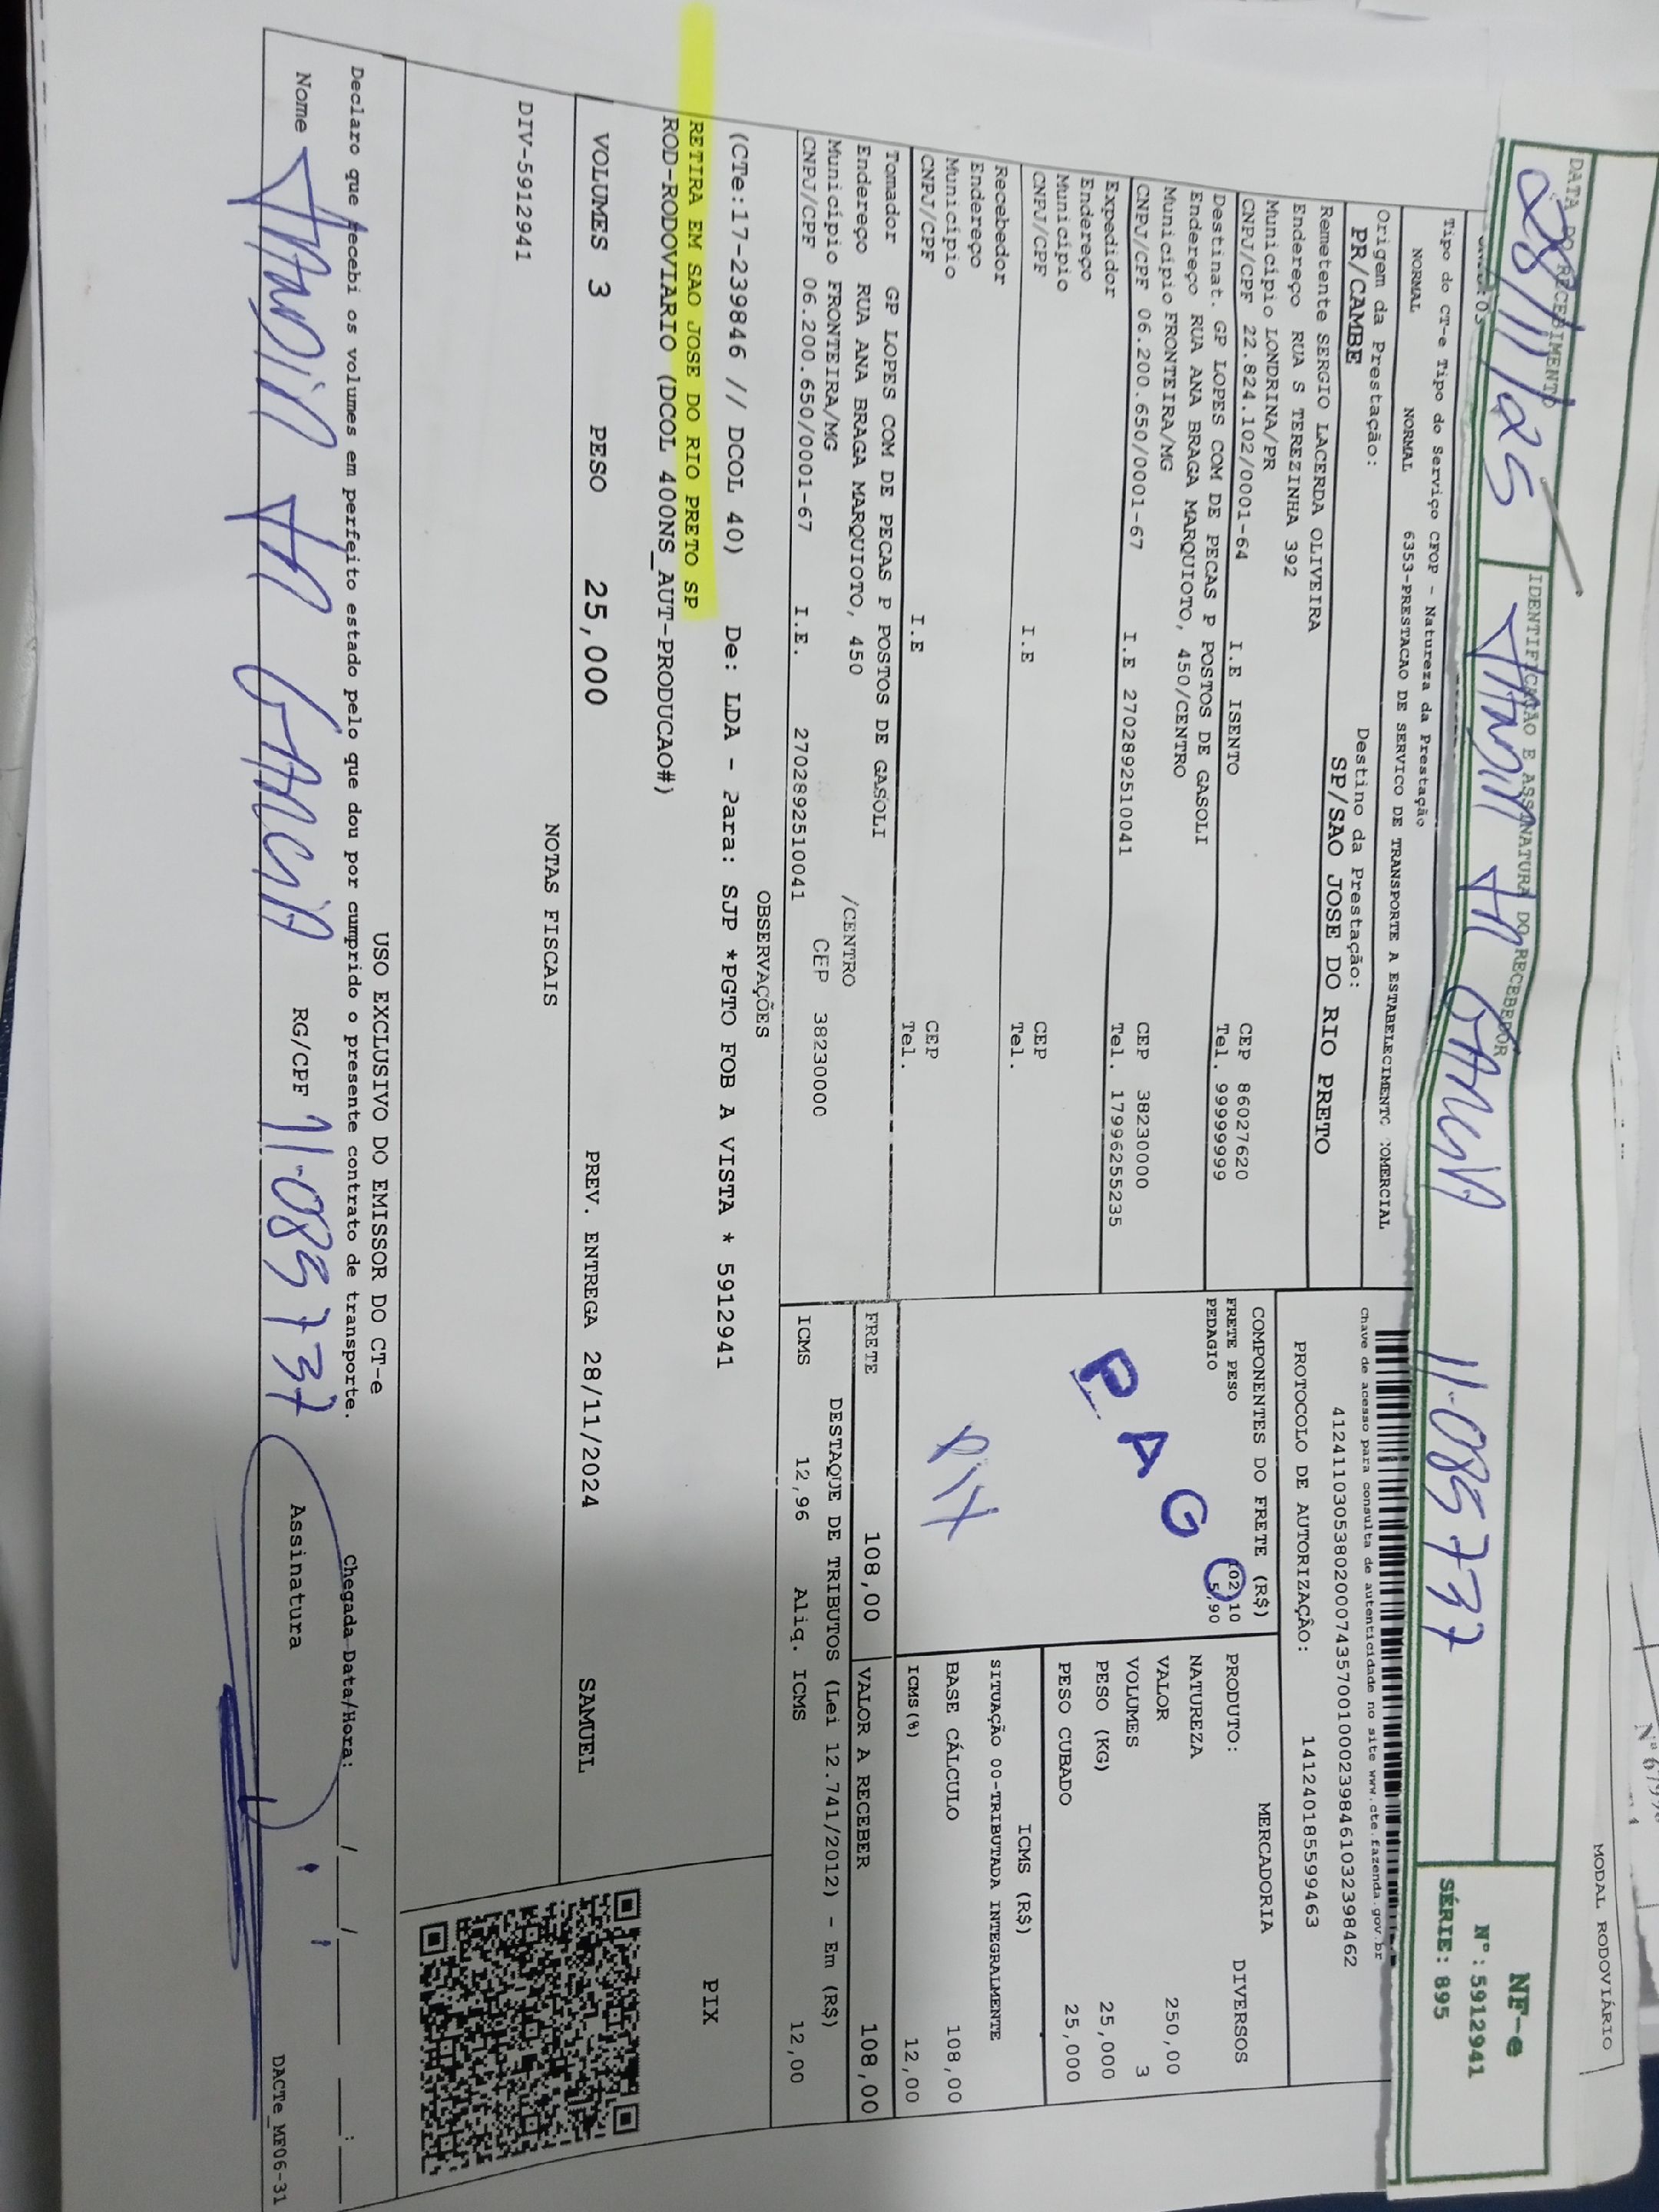 MODAL RODOVIÁRIO
DATA DO RECEBIMENTO
IDENTIFICAÇÃO E ASSINATURA DO RECEBEDOR
NF-e
Nº: 5912941
SÉRIE: 895
11.085737
Tipo do CT-e Tipo do Serviço CFOP - Natureza da Prestação
NORMAL NORMAL 6353-PRESTACAO DE SERVICO DE TRANSPORTE A ESTABELECIMENTO COMERCIAL
Chave de acesso para consulta de autenticidade no site www.cte.fazenda.gov.br
Origem da Prestação:
PR/CAMBE
Destino da Prestação:
SP/SAO JOSE DO RIO PRETO
PROTOCOLO DE AUTORIZAÇÃO: 141240185599463
Remetente SERGIO LACERDA OLIVEIRA
Endereço RUA S TEREZINHA 392
Município LONDRINA/PR CEP 86027620
CNPJ/CPF 22.824.102/0001-64 I.E ISENTO Tel. 999999999
Destinat. GP LOPES COM DE PECAS P POSTOS DE GASOLI
Endereço RUA ANA BRAGA MARQUIOTO, 450/CENTRO
Município FRONTEIRA/MG CEP 38230000
CNPJ/CPF 06.200.650/0001-67 I.E 2702892510041 Tel. 17996255235
Expedidor
Endereço
Município CEP
CNPJ/CPF I.E Tel.
Recebedor
Endereço
Município CEP
CNPJ/CPF I.E Tel.
Tomador GP LOPES COM DE PECAS P POSTOS DE GASOLI
Endereço RUA ANA BRAGA MARQUIOTO, 450 /CENTRO
Município FRONTEIRA/MG CEP 38230000
CNPJ/CPF 06.200.650/0001-67 I.E. 2702892510041
COMPONENTES DO FRETE (R$)
FRETE PESO 102,10
PEDAGIO 5,90
PAGO
PIX
MERCADORIA
PRODUTO: DIVERSOS
NATUREZA
VALOR 250,00
VOLUMES 3
PESO (KG) 25,000
PESO CUBADO 25,000
ICMS (R$)
SITUAÇÃO 00-TRIBUTADA INTEGRALMENTE
BASE CÁLCULO 108,00
ICMS(%) 12,00
FRETE 108,00 VALOR A RECEBER 108,00
DESTAQUE DE TRIBUTOS (Lei 12.741/2012) - Em (R$)
ICMS 12,96 Aliq. ICMS 12,00
OBSERVAÇÕES
(CTe:17-239846 // DCOL 40) De: LDA - Para: SJP *PGTO FOB A VISTA * 5912941
RETIRA EM SAO JOSE DO RIO PRETO SP
ROD-RODOVIARIO (DCOL 400NS_AUT-PRODUCAO#)
PIX
VOLUMES 3 PESO 25,000 PREV. ENTREGA 28/11/2024 SAMUEL
NOTAS FISCAIS
DIV-5912941
USO EXCLUSIVO DO EMISSOR DO CT-e
Declaro que recebi os volumes em perfeito estado pelo que dou por cumprido o presente contrato de transporte. Chegada Data/Hora: __/__/__ __:__
Nome RG/CPF 11.085737 Assinatura
DACTe_MF06-31